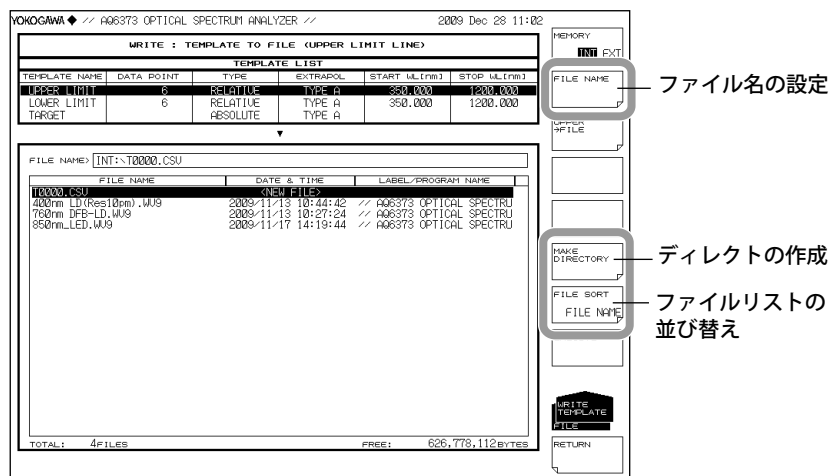 YOKOGAWA ◆ // AQ6373 OPTICAL SPECTRUM ANALYZER // 2009 Dec 28 11:02
WRITE : TEMPLATE TO FILE (UPPER LIMIT LINE)
TEMPLATE LIST
TEMPLATE NAME DATA POINT TYPE EXTRAPOL START WL[nm] STOP WL[nm]
UPPER LIMIT 6 RELATIVE TYPE A 350.000 1200.000
LOWER LIMIT 6 RELATIVE TYPE A 350.000 1200.000
TARGET ABSOLUTE TYPE A
▼
FILE NAME> INT:\T0000.CSV
FILE NAME DATE & TIME LABEL/PROGRAM NAME
T0000.CSV <NEW FILE>
400nm LD(Res10pm).WV9 2009/11/13 10:44:42 // AQ6373 OPTICAL SPECTRU
760nm DFB-LD.WV9 2009/11/13 10:27:24 // AQ6373 OPTICAL SPECTRU
850nm_LED.WV9 2009/11/17 14:19:44 // AQ6373 OPTICAL SPECTRU
TOTAL: 4FILES FREE: 626,778,112BYTES
MEMORY
INT EXT
FILE NAME
ファイル名の設定
UPPER
→FILE
MAKE
DIRECTORY
ディレクトの作成
FILE SORT
FILE NAME
ファイルリストの
並び替え
WRITE
TEMPLATE
FILE
RETURN